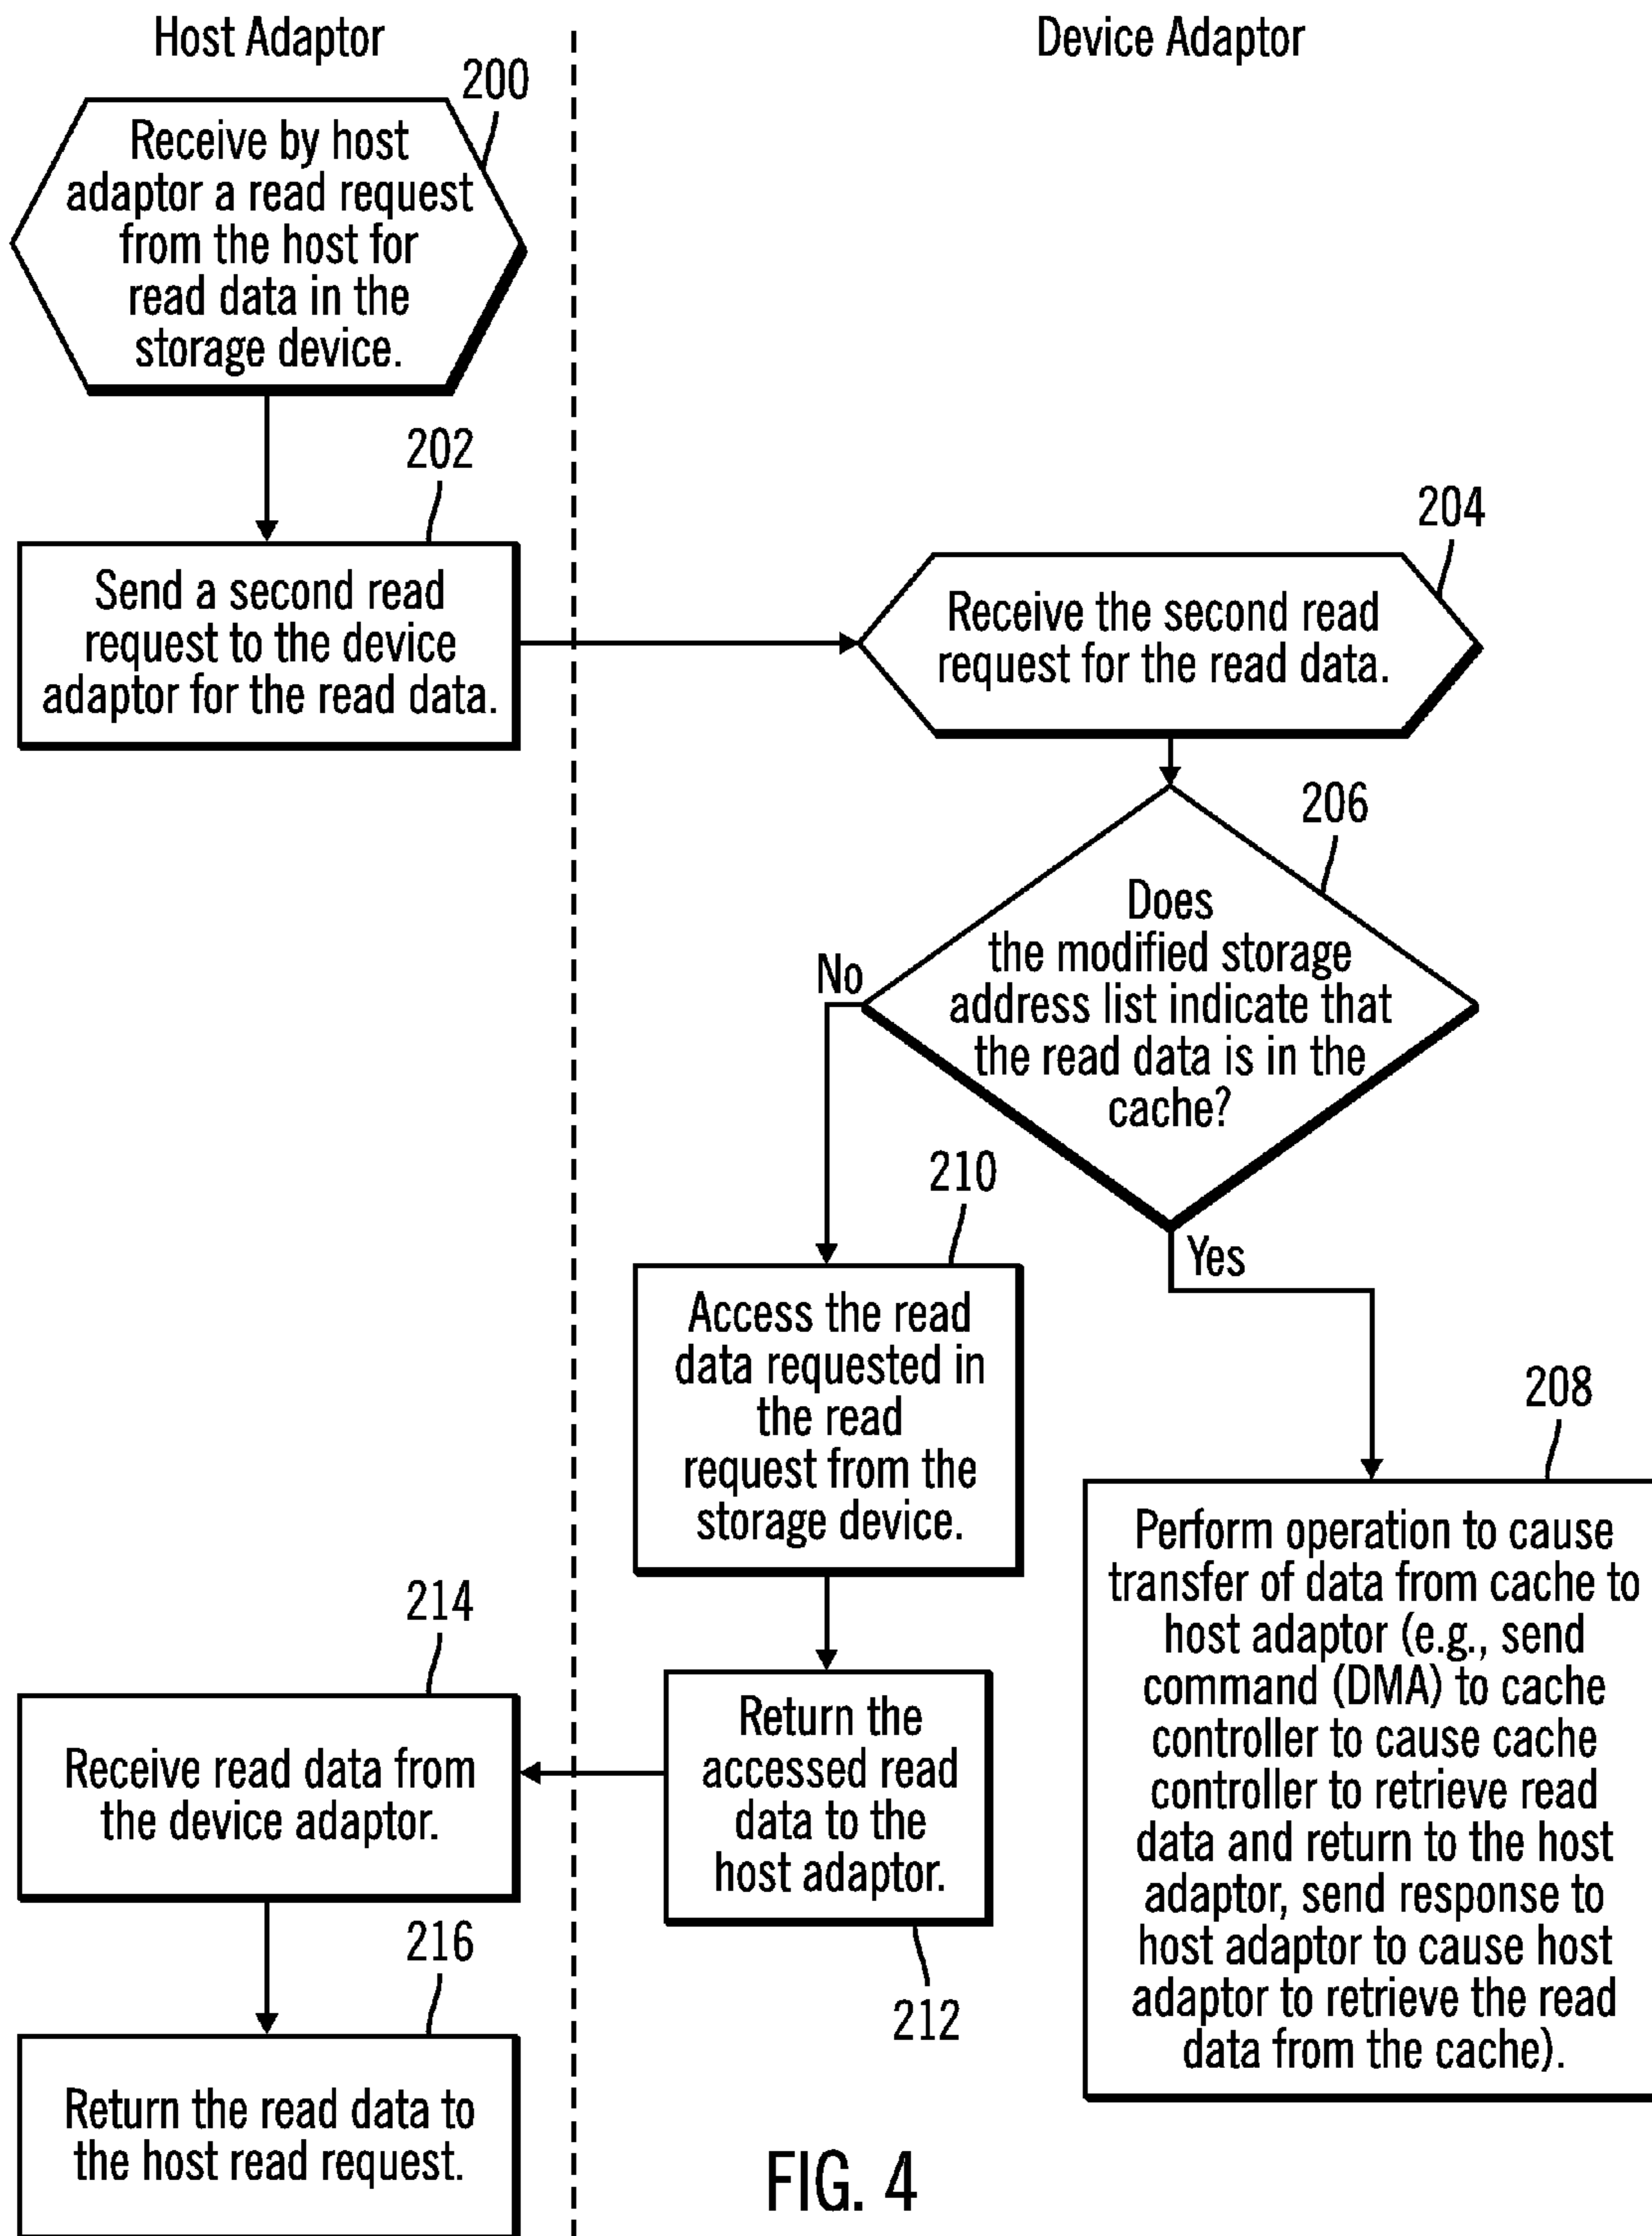 Host Adaptor
Device Adaptor
200
Receive by host
adaptor a read request
from the host for
read data in the
storage device.
202
Send a second read
request to the device
adaptor for the read data.
204
Receive the second read
request for the read data.
206
Does
the modified storage
address list indicate that
the read data is in the
cache?
No
Yes
210
Access the read
data requested in
the read
request from the
storage device.
208
Perform operation to cause
transfer of data from cache to
host adaptor (e.g., send
command (DMA) to cache
controller to cause cache
controller to retrieve read
data and return to the host
adaptor, send response to
host adaptor to cause host
adaptor to retrieve the read
data from the cache).
Return the
accessed read
data to the
host adaptor.
212
214
Receive read data from
the device adaptor.
216
Return the read data to
the host read request.
FIG. 4